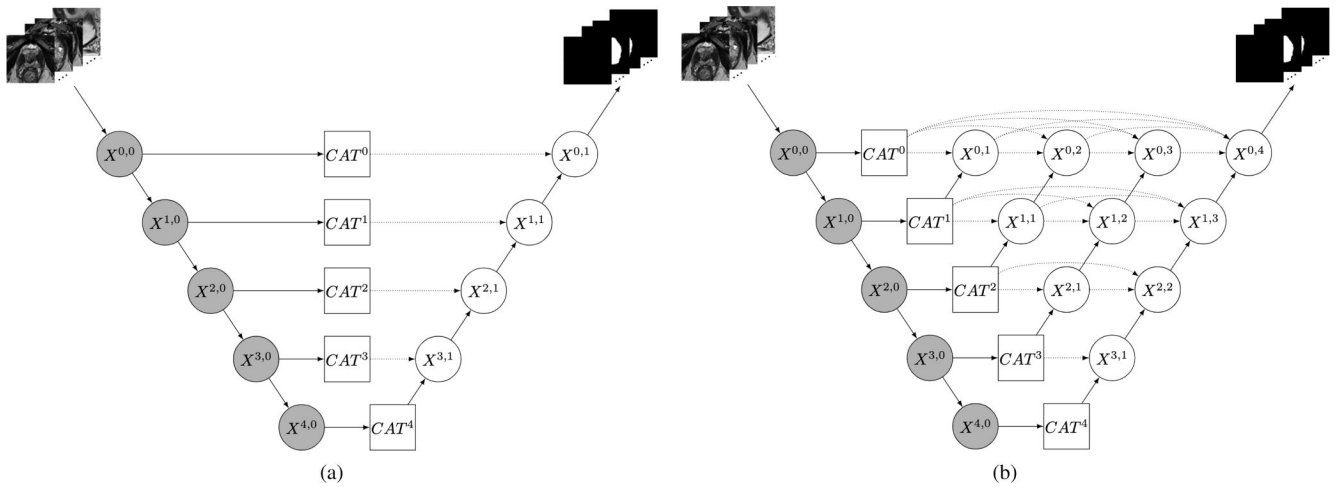 X^{0,0} CAT^0 X^{0,1}
X^{1,0} CAT^1 X^{1,1}
X^{2,0} CAT^2 X^{2,1}
X^{3,0} CAT^3 X^{3,1}
X^{4,0} CAT^4
(a)
X^{0,0} CAT^0 X^{0,1} X^{0,2} X^{0,3} X^{0,4}
X^{1,0} CAT^1 X^{1,1} X^{1,2} X^{1,3}
X^{2,0} CAT^2 X^{2,1} X^{2,2}
X^{3,0} CAT^3 X^{3,1}
X^{4,0} CAT^4
(b)